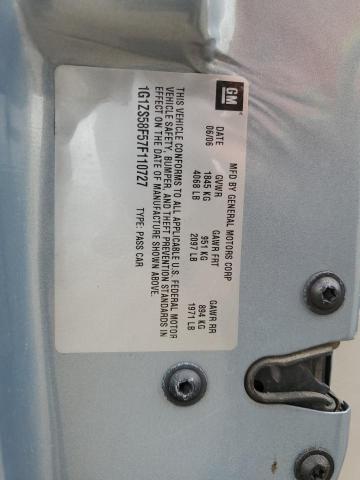 GM
MFD BY GENERAL MOTORS CORP
DATE GVWR GAWR FRT GAWR RR
06/06 1845 KG 951 KG 894 KG
4068 LB 2097 LB 1971 LB
THIS VEHICLE CONFORMS TO ALL APPLICABLE U.S. FEDERAL MOTOR
VEHICLE SAFETY, BUMPER, AND THEFT PREVENTION STANDARDS IN
EFFECT ON THE DATE OF MANUFACTURE SHOWN ABOVE.
1G1ZS58F57F110727 TYPE: PASS CAR